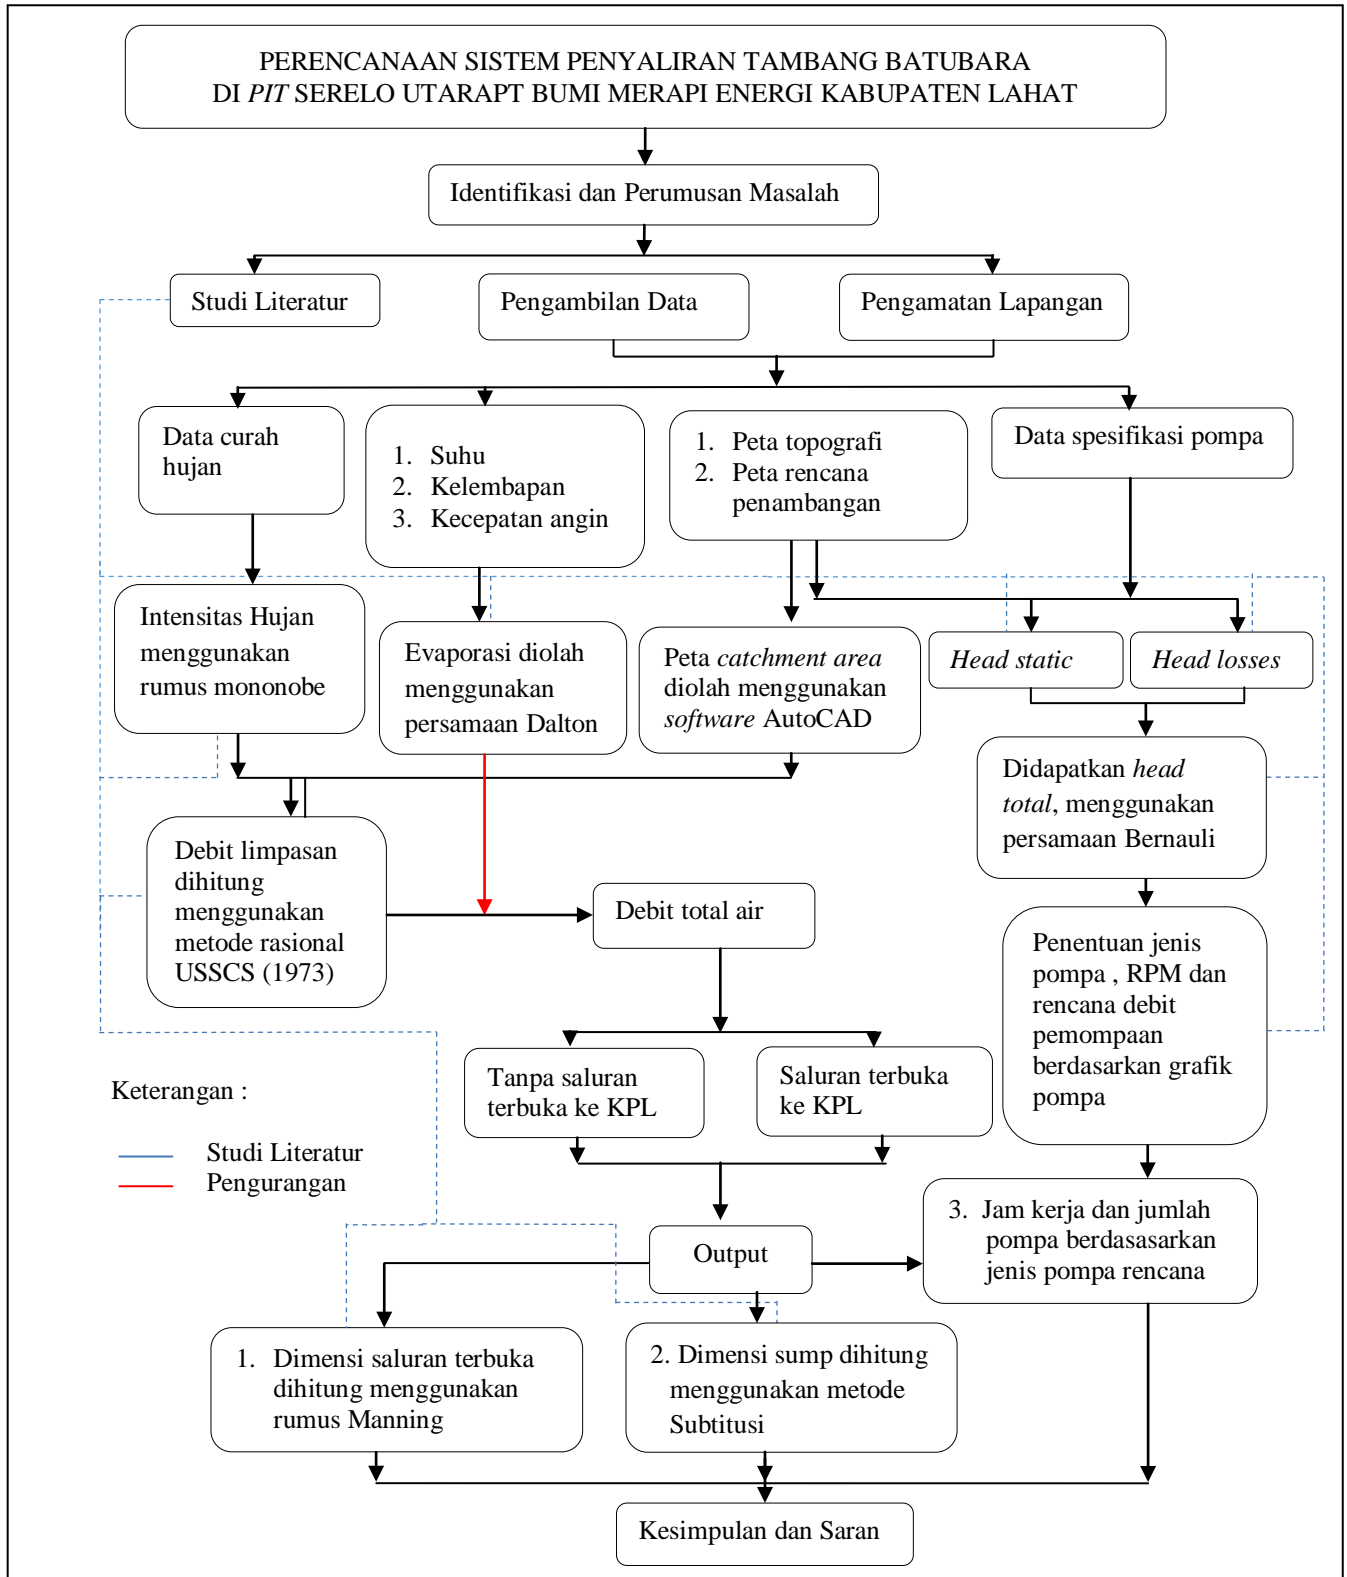 PERENCANAAN SISTEM PENYALIRAN TAMBANG BATUBARA
DI PIT SERELO UTARAPT BUMI MERAPI ENERGI KABUPATEN LAHAT
Identifikasi dan Perumusan Masalah
Studi Literatur
Pengambilan Data
Pengamatan Lapangan
Data curah
hujan
1. Suhu
2. Kelembapan
3. Kecepatan angin
1. Peta topografi
2. Peta rencana
penambangan
Data spesifikasi pompa
Intensitas Hujan
menggunakan
rumus mononobe
Evaporasi diolah
menggunakan
persamaan Dalton
Peta catchment area
diolah menggunakan
software AutoCAD
Head static
Head losses
Didapatkan head
total, menggunakan
persamaan Bernauli
Debit limpasan
dihitung
menggunakan
metode rasional
USSCS (1973)
Debit total air
Penentuan jenis
pompa , RPM dan
rencana debit
pemompaan
berdasarkan grafik
pompa
Tanpa saluran
terbuka ke KPL
Saluran terbuka
ke KPL
Keterangan :
Studi Literatur
Pengurangan
Output
3. Jam kerja dan jumlah
pompa berdasasarkan
jenis pompa rencana
1. Dimensi saluran terbuka
dihitung menggunakan
rumus Manning
2. Dimensi sump dihitung
menggunakan metode
Subtitusi
Kesimpulan dan Saran